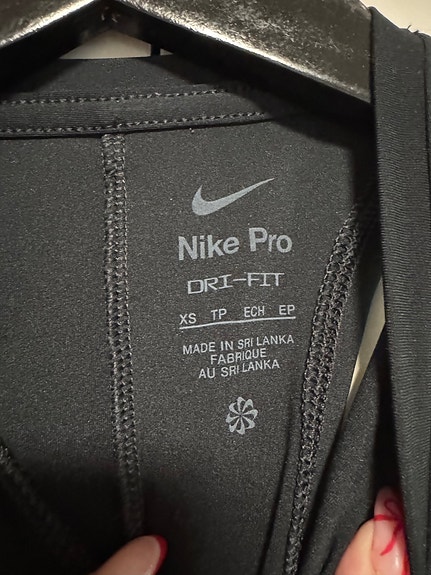 Nike Pro
DRI-FIT
XS TP ECH EP
MADE IN SRI LANKA
FABRIQUE
AU SRI LANKA